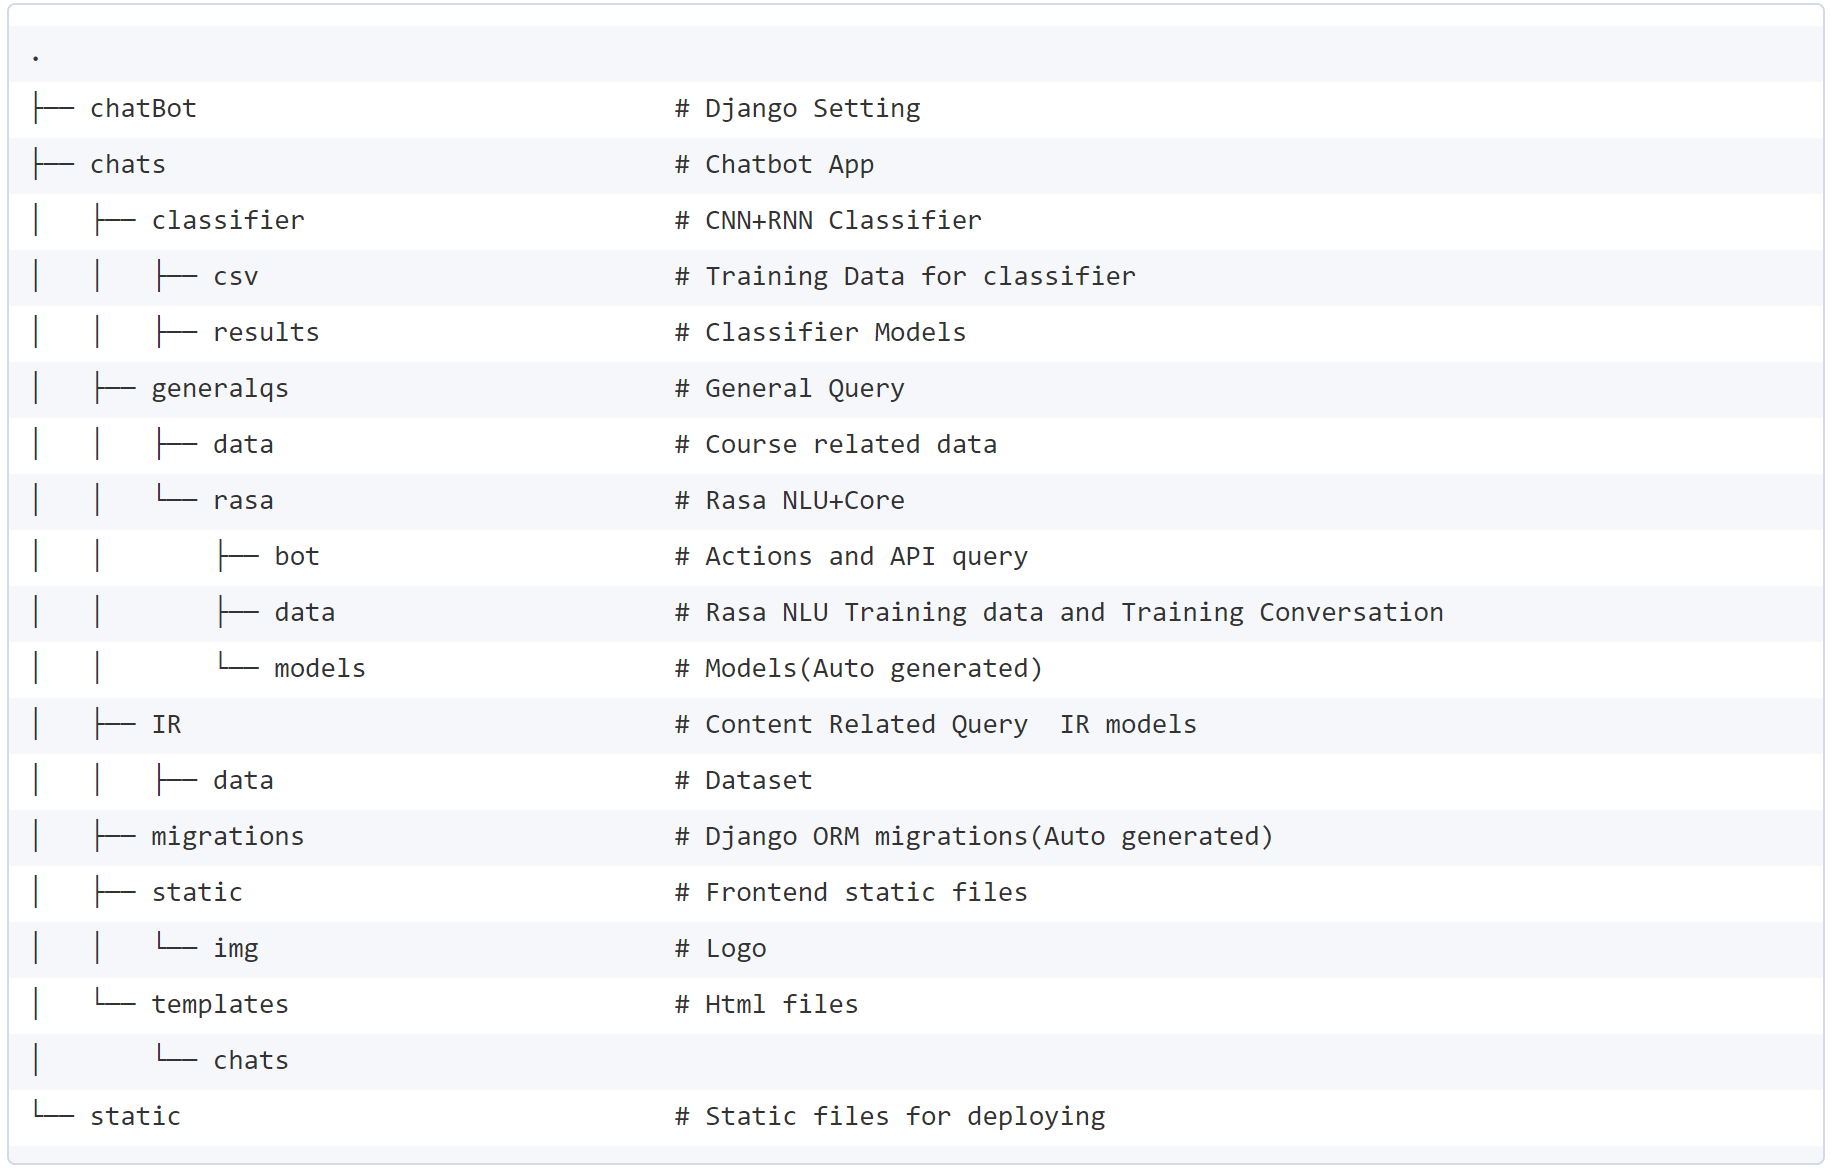 .
├── chatBot                                      # Django Setting
├── chats                                        # Chatbot App
│   ├── classifier                               # CNN+RNN Classifier
│   │   ├── csv                                  # Training Data for classifier
│   │   ├── results                              # Classifier Models
│   ├── generalqs                                # General Query
│   │   ├── data                                 # Course related data
│   │   └── rasa                                 # Rasa NLU+Core
│   │       ├── bot                              # Actions and API query
│   │       ├── data                             # Rasa NLU Training data and Training Conversation
│   │       └── models                           # Models(Auto generated)
│   ├── IR                                       # Content Related Query  IR models
│   │   ├── data                                 # Dataset
│   ├── migrations                               # Django ORM migrations(Auto generated)
│   ├── static                                   # Frontend static files
│   │   └── img                                  # Logo
│   └── templates                                # Html files
│       └── chats
└── static                                       # Static files for deploying